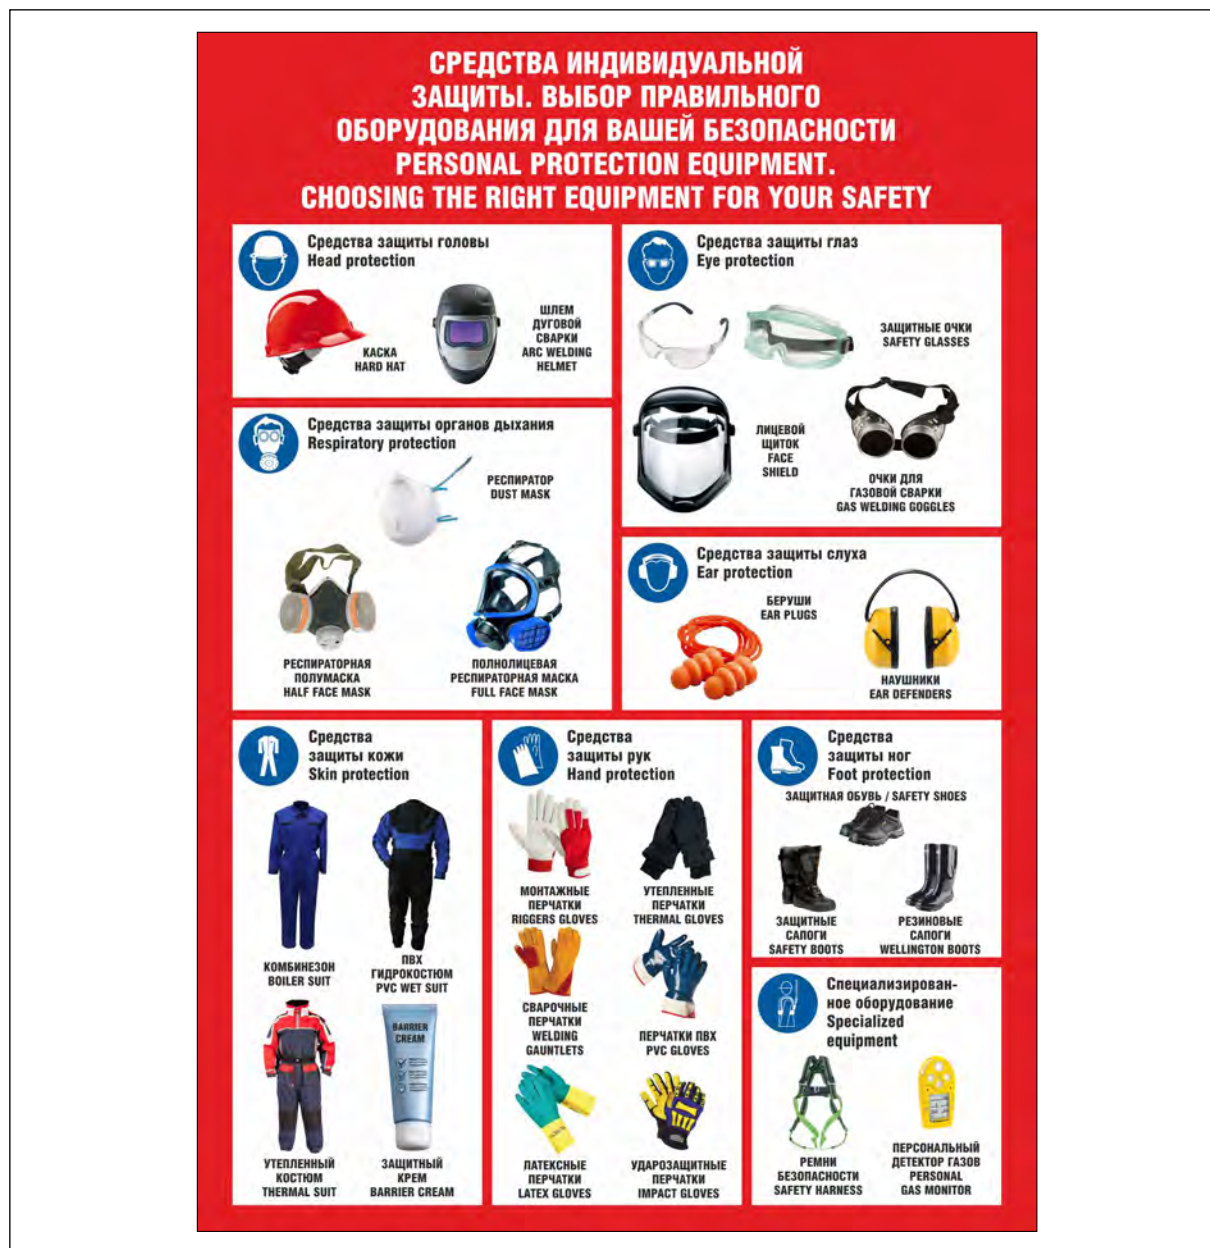 СРЕДСТВА ИНДИВИДУАЛЬНОЙ
ЗАЩИТЫ. ВЫБОР ПРАВИЛЬНОГО
ОБОРУДОВАНИЯ ДЛЯ ВАШЕЙ БЕЗОПАСНОСТИ
PERSONAL PROTECTION EQUIPMENT.
CHOOSING THE RIGHT EQUIPMENT FOR YOUR SAFETY
Средства защиты головы
Head protection
КАСКА
HARD HAT
ШЛЕМ
ДУГОВОЙ
СВАРКИ
ARC WELDING
HELMET
Средства защиты глаз
Eye protection
ЗАЩИТНЫЕ ОЧКИ
SAFETY GLASSES
ЛИЦЕВОЙ
ЩИТОК
FACE
SHIELD
ОЧКИ ДЛЯ
ГАЗОВОЙ СВАРКИ
GAS WELDING GOGGLES
Средства защиты органов дыхания
Respiratory protection
РЕСПИРАТОР
DUST MASK
РЕСПИРАТОРНАЯ
ПОЛУМАСКА
HALF FACE MASK
ПОЛНОЛИЦЕВАЯ
РЕСПИРАТОРНАЯ МАСКА
FULL FACE MASK
Средства защиты слуха
Ear protection
БЕРУШИ
EAR PLUGS
НАУШНИКИ
EAR DEFENDERS
Средства
защиты кожи
Skin protection
КОМБИНЕЗОН
BOILER SUIT
ПВХ
ГИДРОКОСТЮМ
PVC WET SUIT
УТЕПЛЕННЫЙ
КОСТЮМ
THERMAL SUIT
BARRIER
CREAM
ЗАЩИТНЫЙ
КРЕМ
BARRIER CREAM
Средства
защиты рук
Hand protection
МОНТАЖНЫЕ
ПЕРЧАТКИ
RIGGERS GLOVES
УТЕПЛЕННЫЕ
ПЕРЧАТКИ
THERMAL GLOVES
СВАРОЧНЫЕ
ПЕРЧАТКИ
WELDING
GAUNTLETS
ПЕРЧАТКИ ПВХ
PVC GLOVES
ЛАТЕКСНЫЕ
ПЕРЧАТКИ
LATEX GLOVES
УДАРОЗАЩИТНЫЕ
ПЕРЧАТКИ
IMPACT GLOVES
Средства
защиты ног
Foot protection
ЗАЩИТНАЯ ОБУВЬ / SAFETY SHOES
ЗАЩИТНЫЕ
САПОГИ
SAFETY BOOTS
РЕЗИНОВЫЕ
САПОГИ
WELLINGTON BOOTS
Специализирован-
ное оборудование
Specialized
equipment
РЕМНИ
БЕЗОПАСНОСТИ
SAFETY HARNESS
ПЕРСОНАЛЬНЫЙ
ДЕТЕКТОР ГАЗОВ
PERSONAL
GAS MONITOR